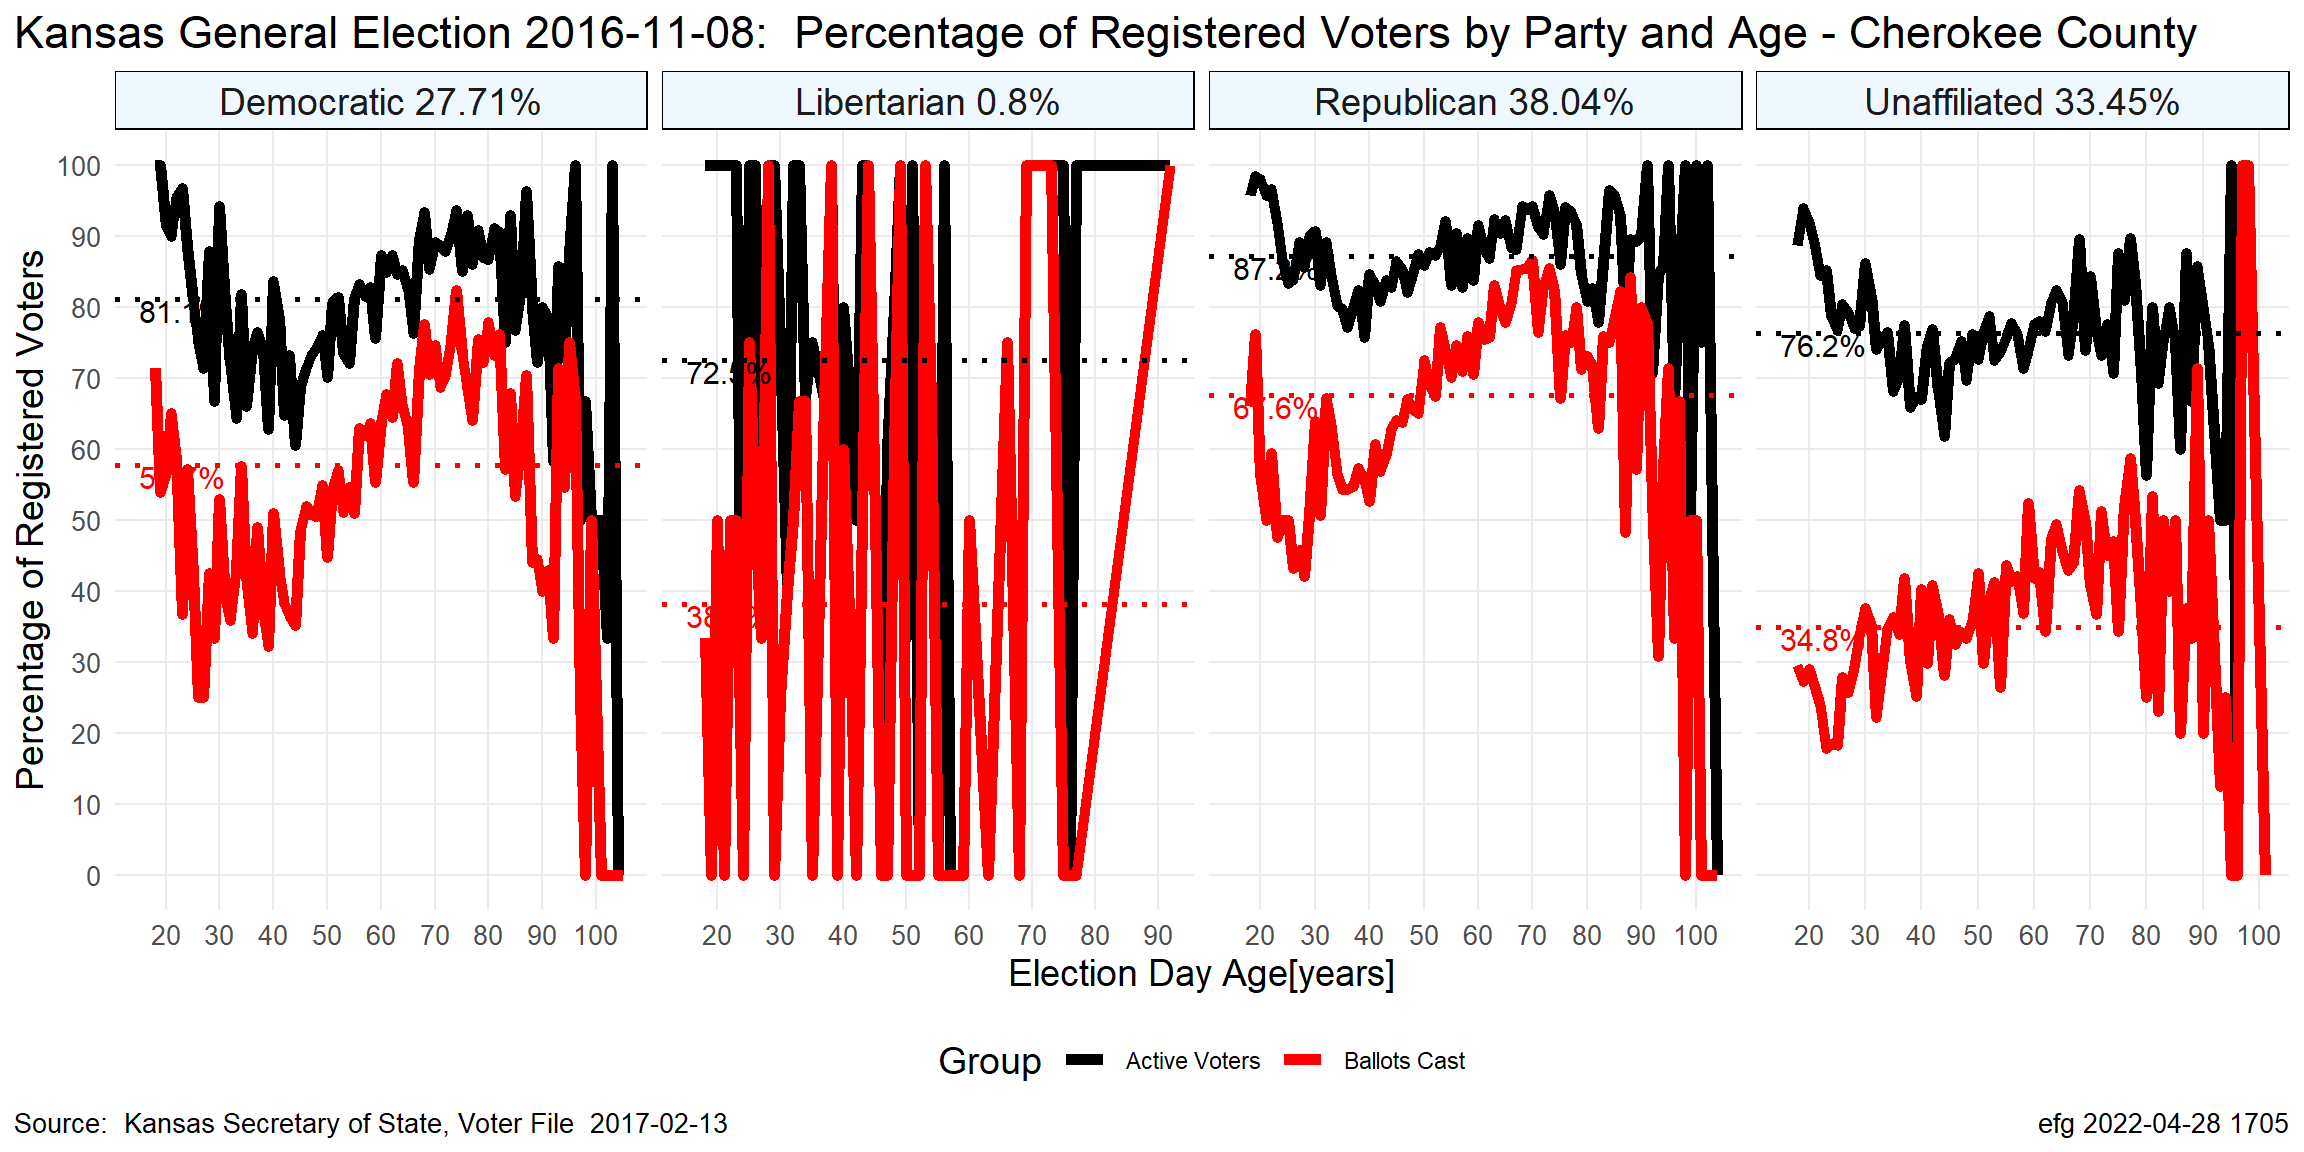 Kansas General Election 2016-11-08:  Percentage of Registered Voters by Party and Age - Cherokee County
Democratic 27.71%
Libertarian 0.8%
Republican 38.04%
Unaffiliated 33.45%
Percentage of Registered Voters
100
90
80
70
60
50
40
30
20
10
0
72.5%
76.2%
34.8%
20 30 40 50 60 70 80 90 100
20 30 40 50 60 70 80 90
20 30 40 50 60 70 80 90 100
20 30 40 50 60 70 80 90 100
Election Day Age[years]
Group Active Voters Ballots Cast
Source:  Kansas Secretary of State, Voter File  2017-02-13
efg 2022-04-28 1705